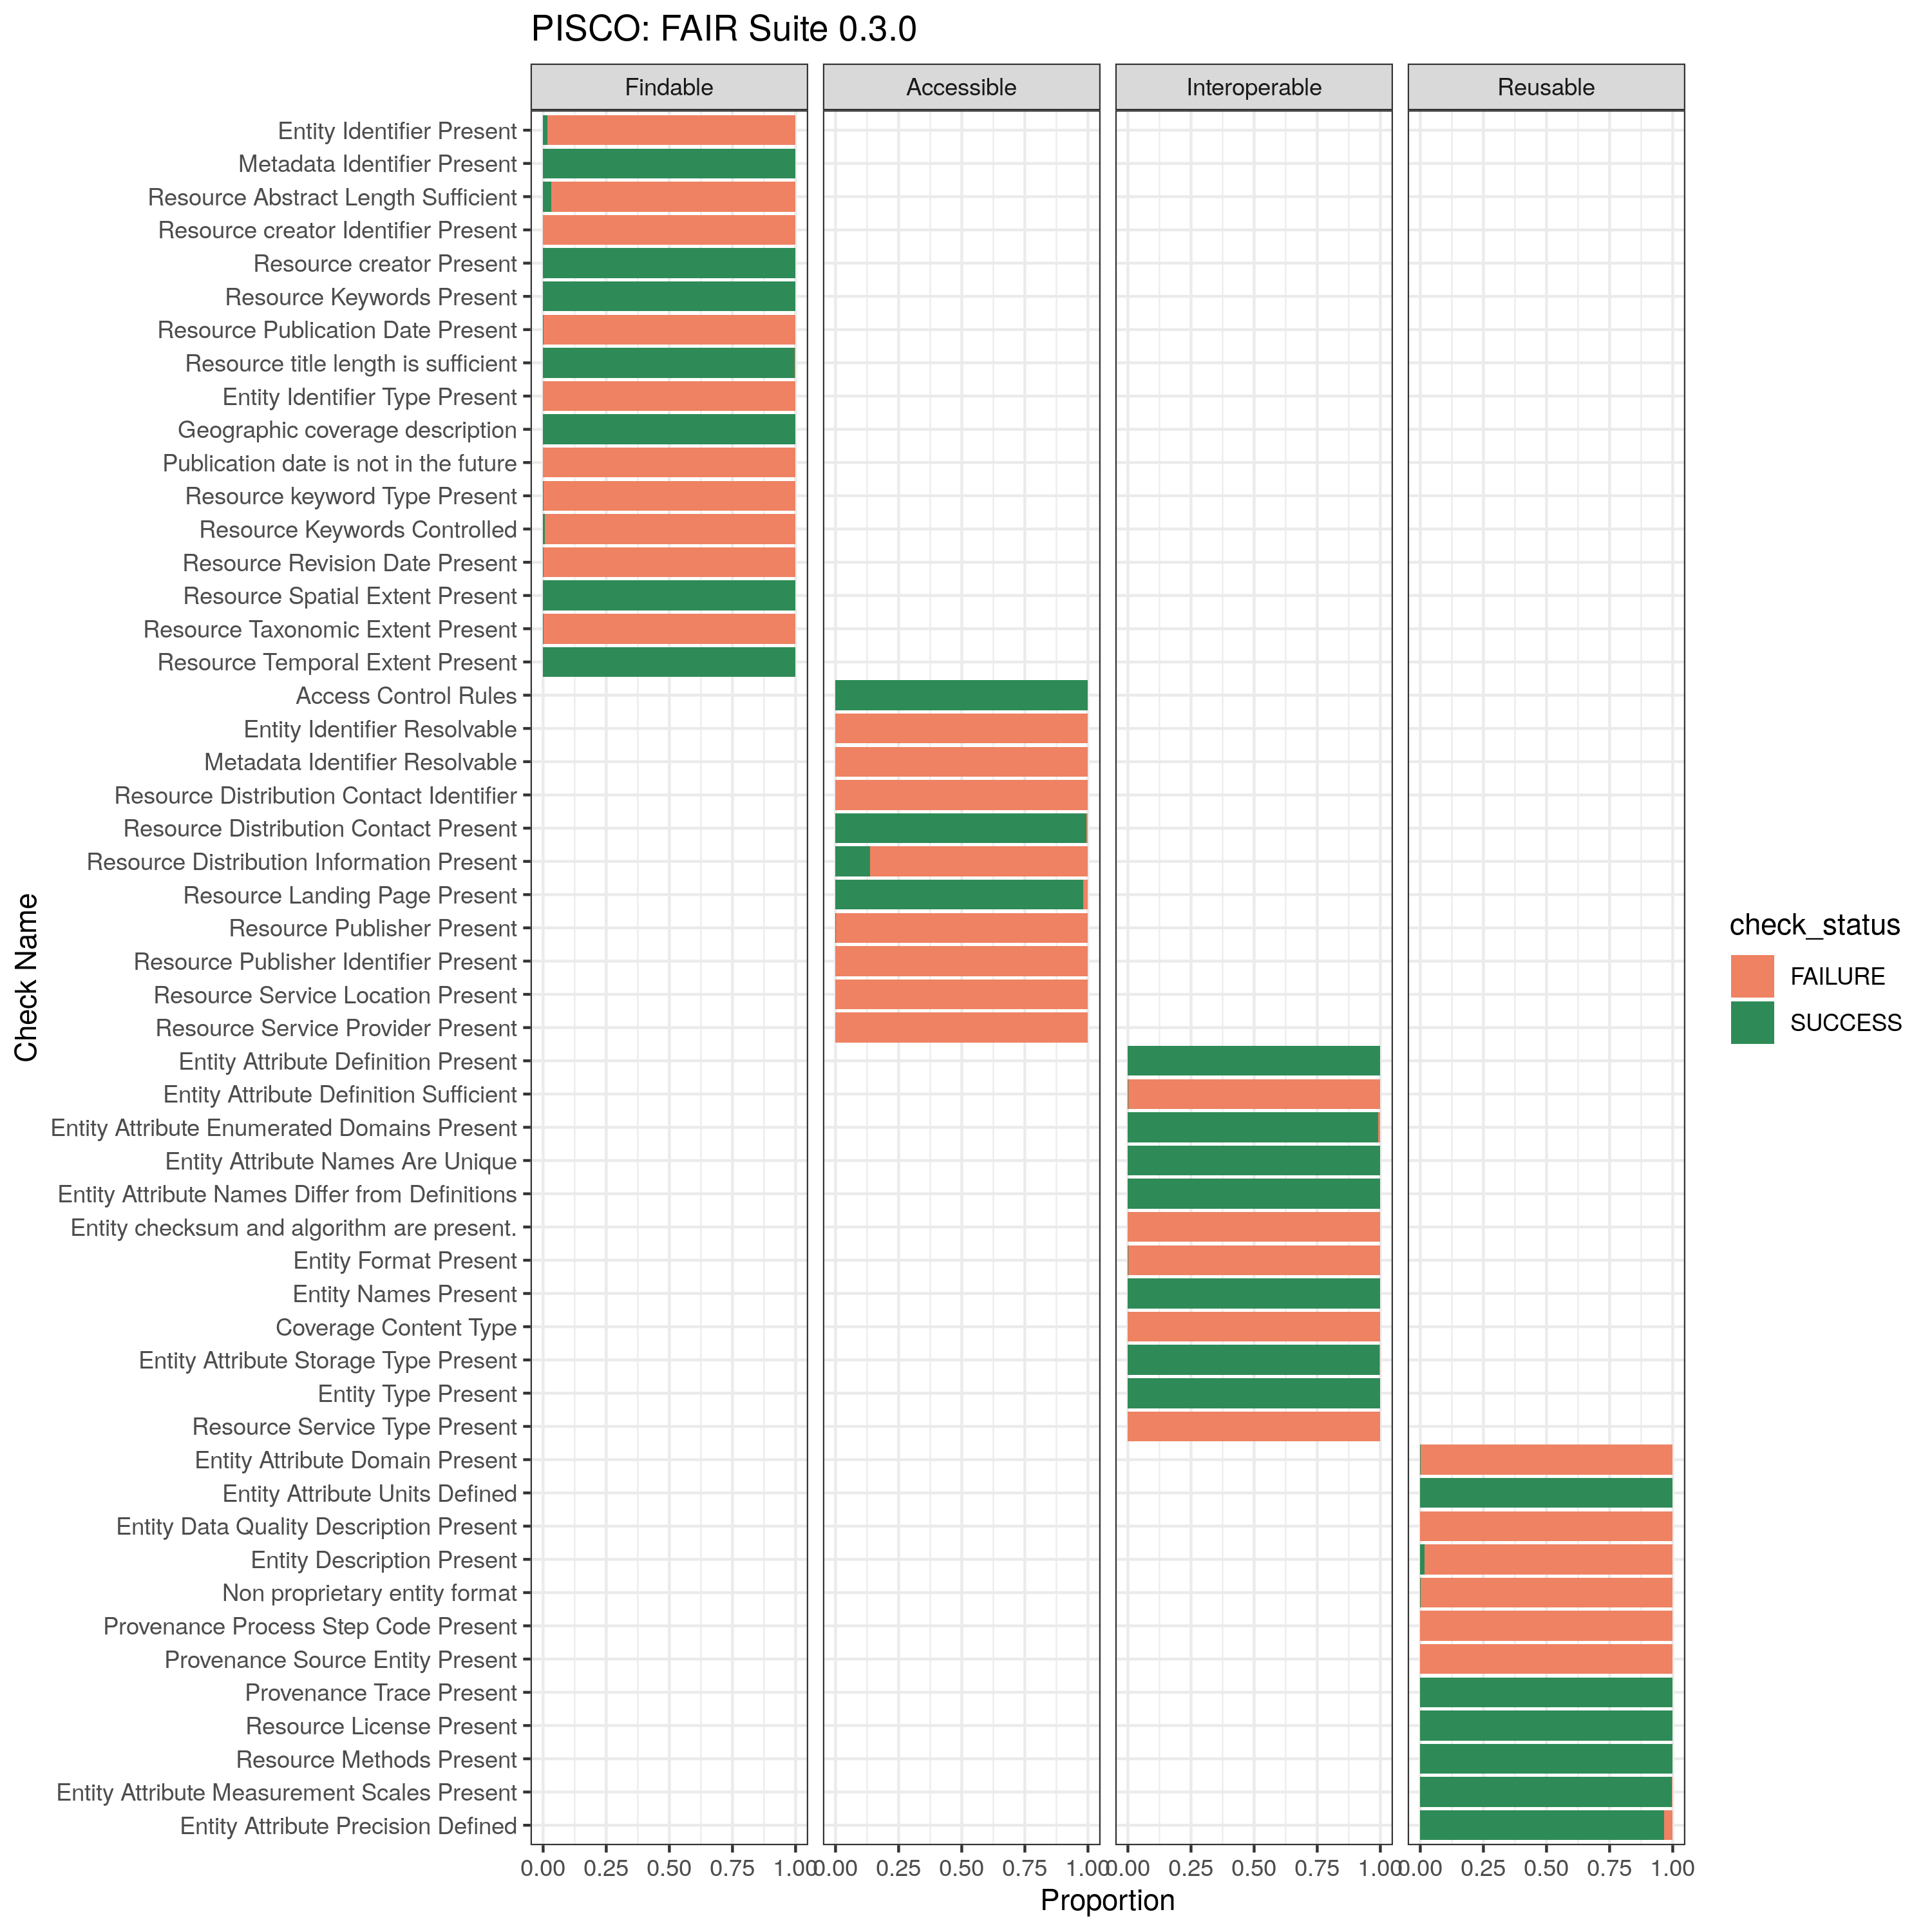 PISCO: FAIR Suite 0.3.0
Findable
Accessible
Interoperable
Reusable
Entity Identifier Present
Metadata Identifier Present
Resource Abstract Length Sufficient
Resource creator Identifier Present
Resource creator Present
Resource Keywords Present
Resource Publication Date Present
Resource title length is sufficient
Entity Identifier Type Present
Geographic coverage description
Publication date is not in the future
Resource keyword Type Present
Resource Keywords Controlled
Resource Revision Date Present
Resource Spatial Extent Present
Resource Taxonomic Extent Present
Resource Temporal Extent Present
Access Control Rules
Entity Identifier Resolvable
Metadata Identifier Resolvable
Resource Distribution Contact Identifier
Resource Distribution Contact Present
Resource Distribution Information Present
Resource Landing Page Present
Resource Publisher Present
Resource Publisher Identifier Present
Resource Service Location Present
Resource Service Provider Present
Entity Attribute Definition Present
Entity Attribute Definition Sufficient
Entity Attribute Enumerated Domains Present
Entity Attribute Names Are Unique
Entity Attribute Names Differ from Definitions
Entity checksum and algorithm are present.
Entity Format Present
Entity Names Present
Coverage Content Type
Entity Attribute Storage Type Present
Entity Type Present
Resource Service Type Present
Entity Attribute Domain Present
Entity Attribute Units Defined
Entity Data Quality Description Present
Entity Description Present
Non proprietary entity format
Provenance Process Step Code Present
Provenance Source Entity Present
Provenance Trace Present
Resource License Present
Resource Methods Present
Entity Attribute Measurement Scales Present
Entity Attribute Precision Defined
Check Name
0.00 0.25 0.50 0.75 1.00
0.00 0.25 0.50 0.75 1.00
0.00 0.25 0.50 0.75 1.00
0.00 0.25 0.50 0.75 1.00
Proportion
check_status
FAILURE
SUCCESS